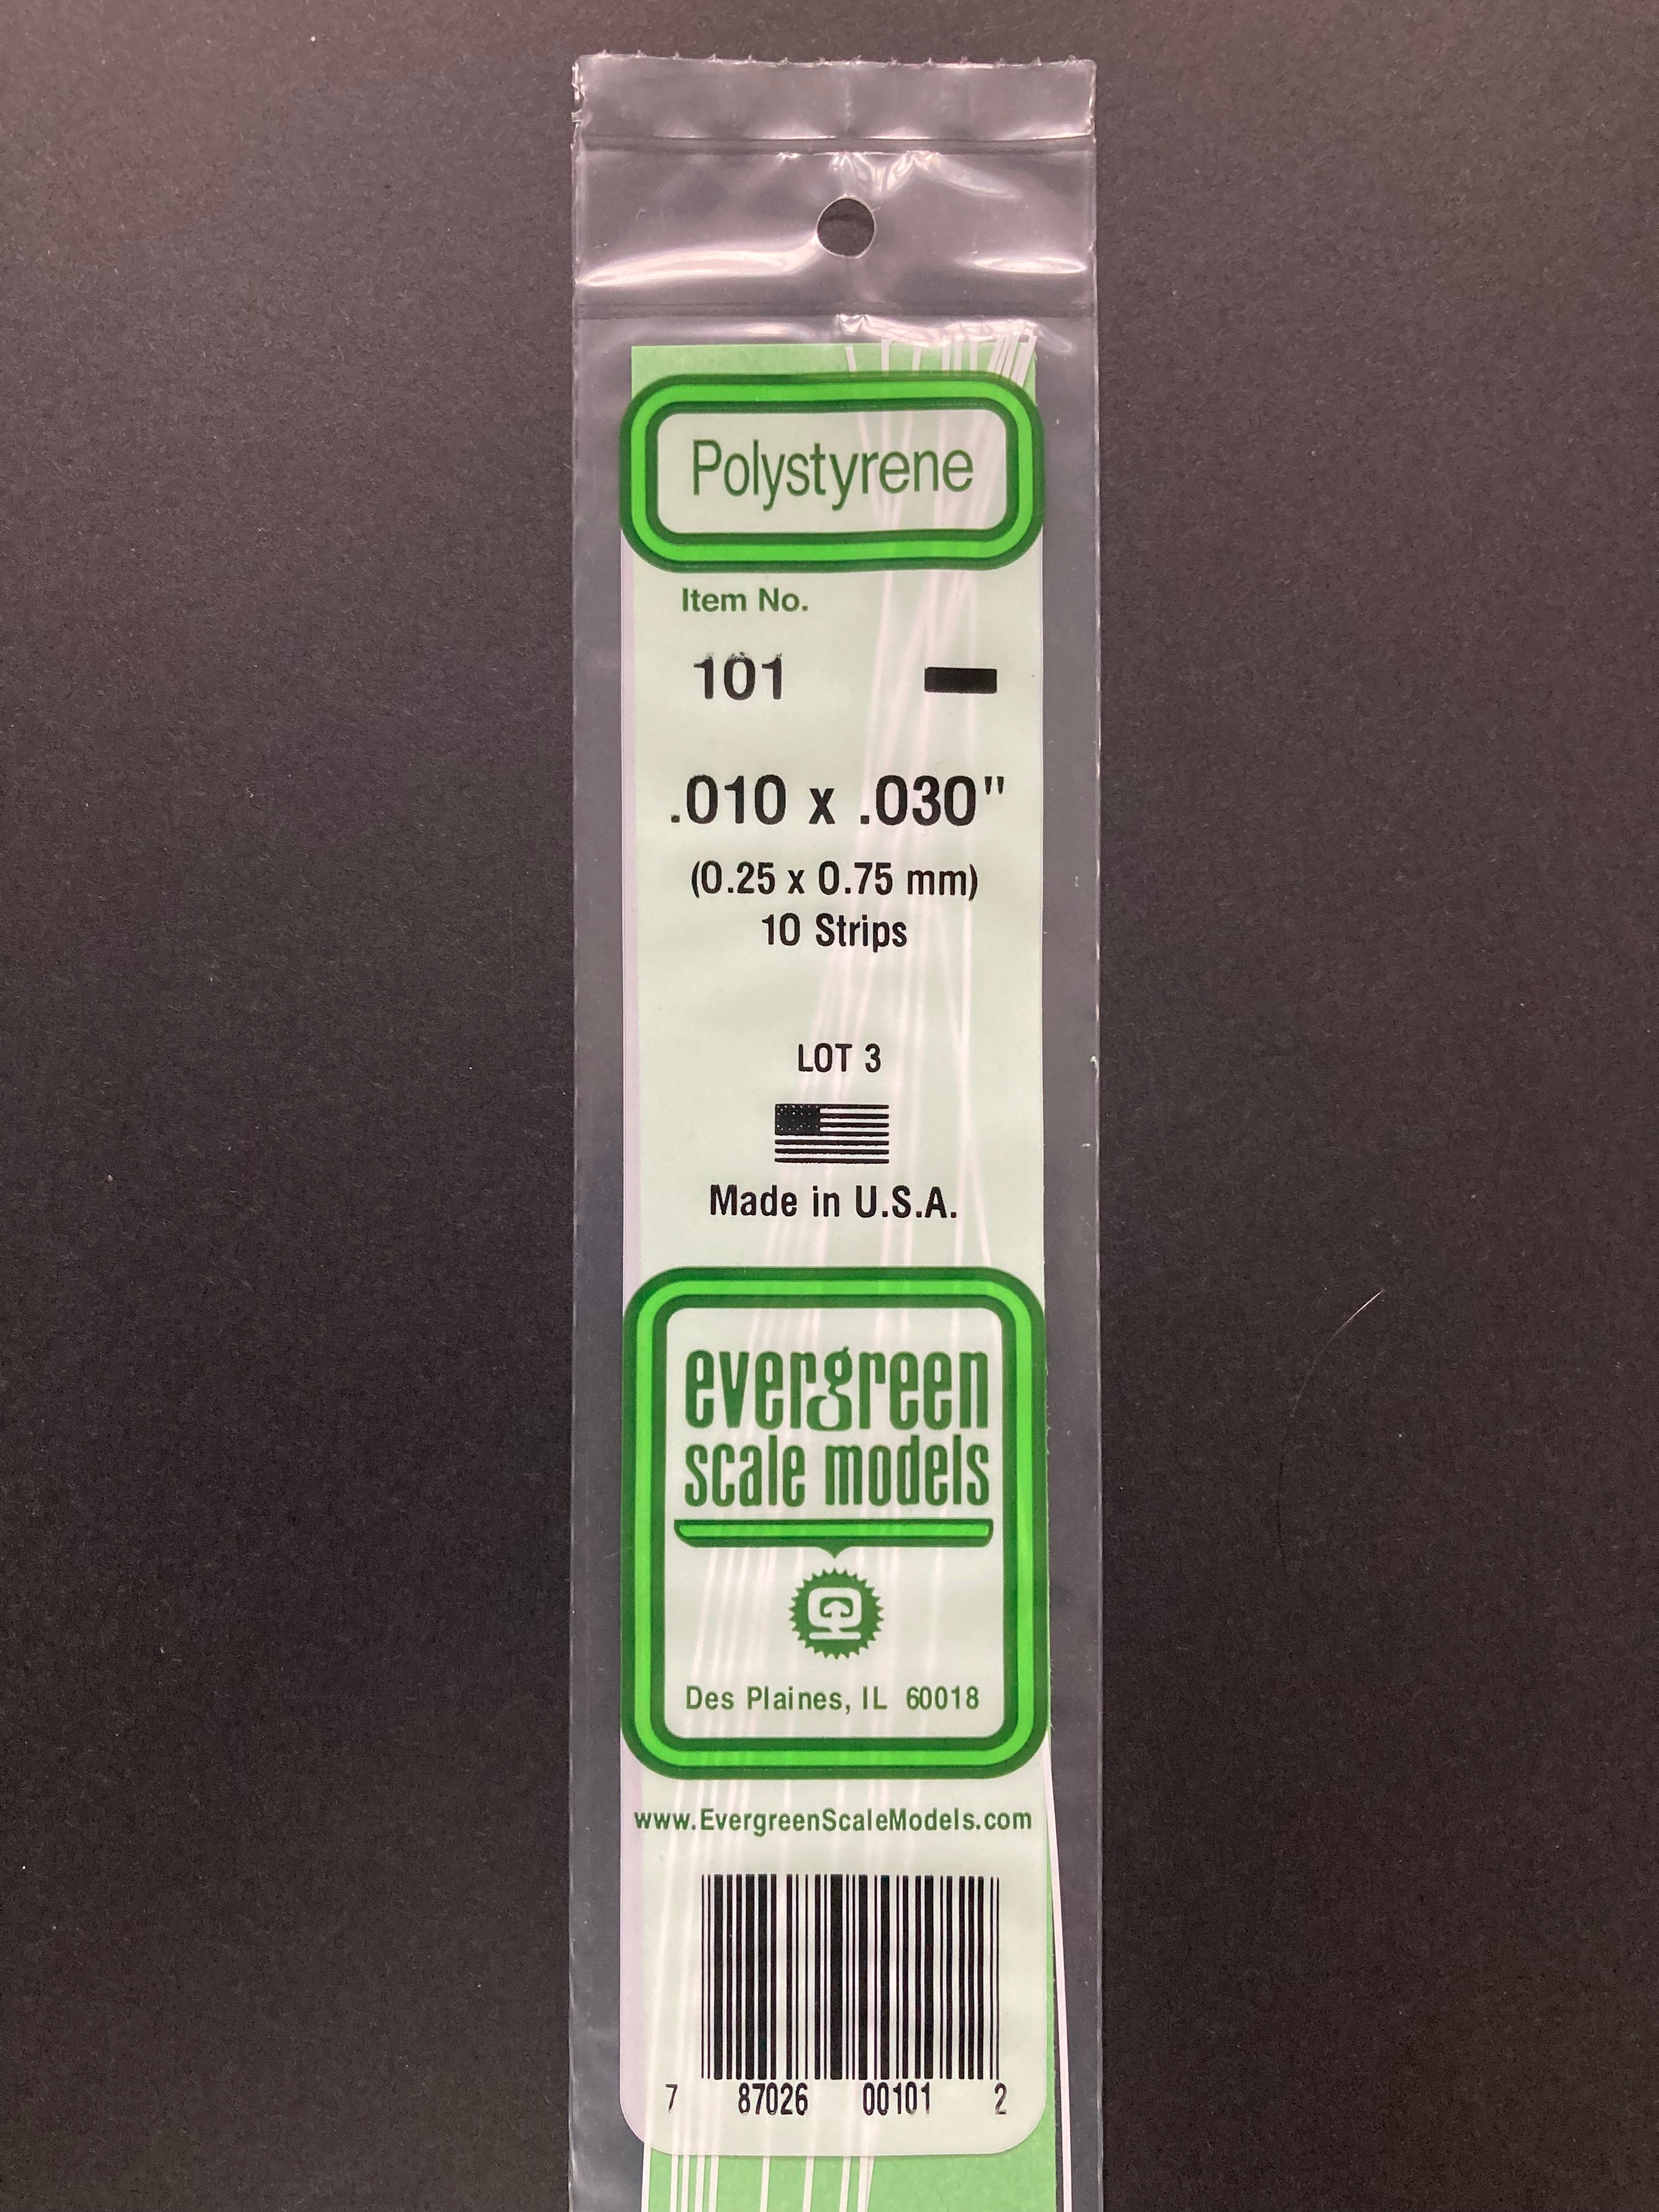 Polystyrene
Item No.
101
.010 x .030"
(0.25 x 0.75 mm)
10 Strips
LOT 3
Made in U.S.A.
evergreen
scale models
Des Plaines, IL 60018
www.EvergreenScaleModels.com
7 87026 00101 2